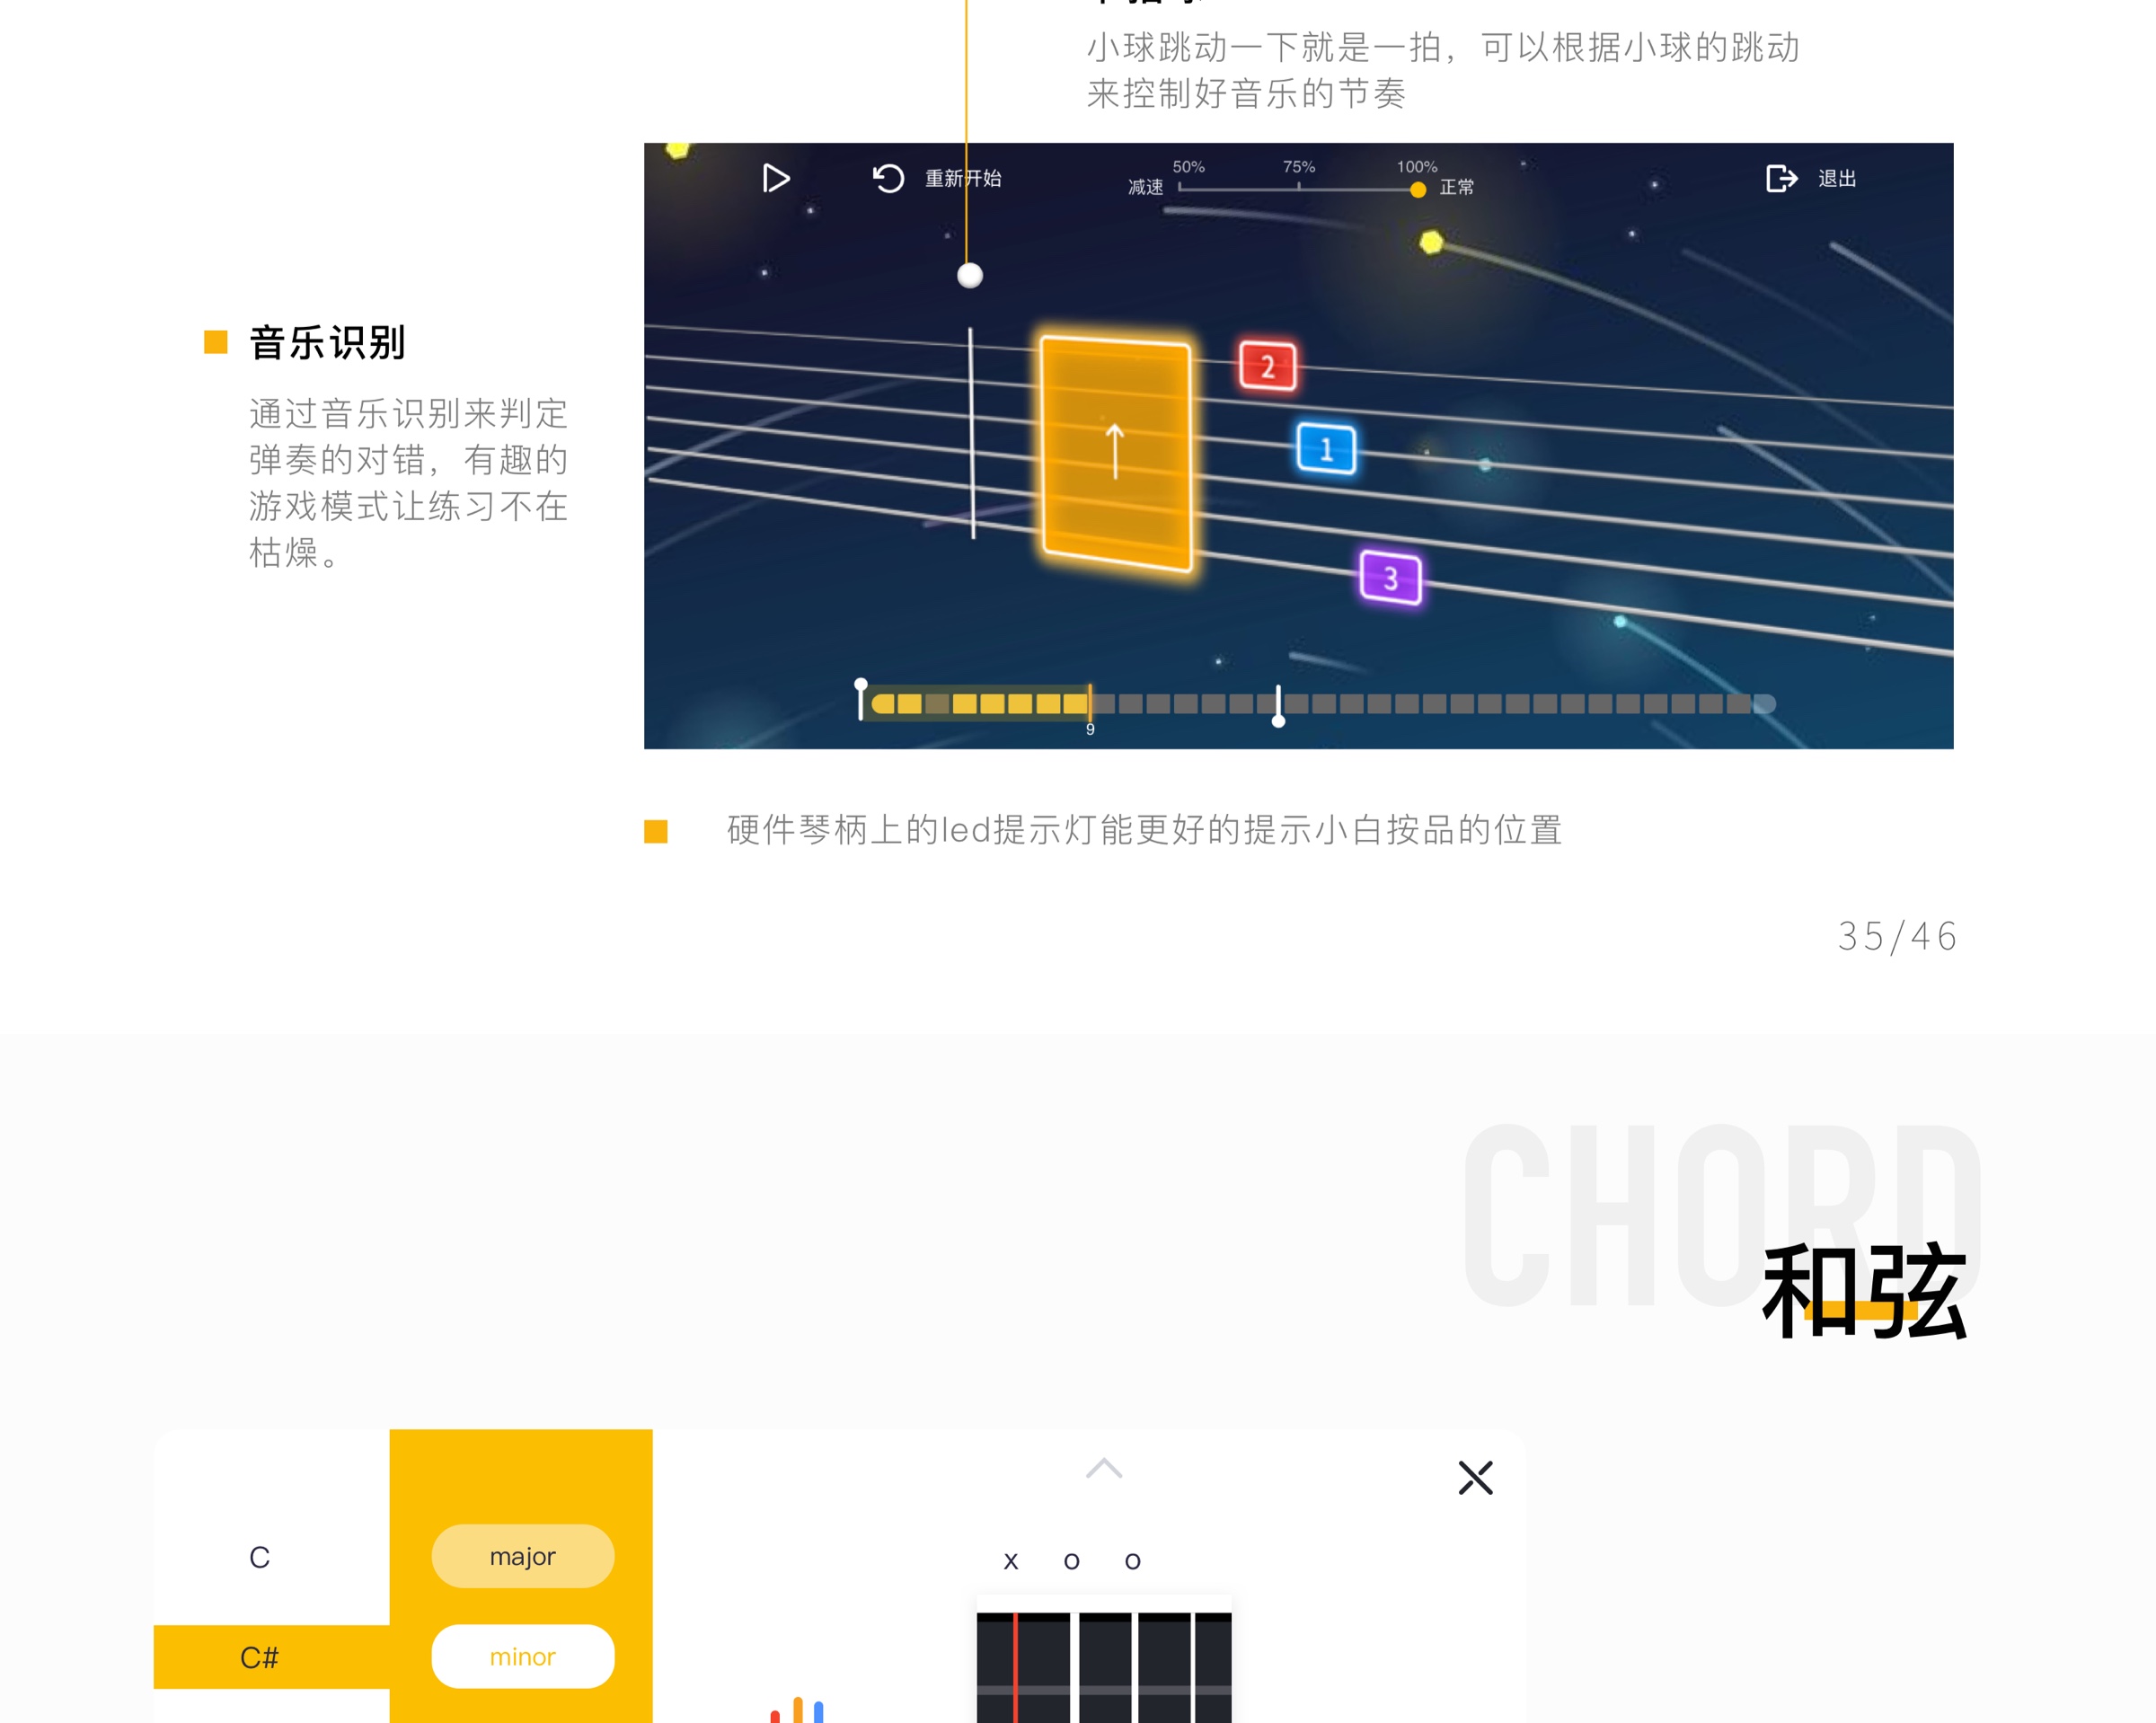 小球跳动一下就是一拍，可以根据小球的跳动
来控制好音乐的节奏
重新开始
减速
50%
75%
100%
正常
退出
音乐识别
通过音乐识别来判定
弹奏的对错，有趣的
游戏模式让练习不在
枯燥。
2
1
3
9
硬件琴柄上的led提示灯能更好的提示小白按品的位置
35/46
CHORD
和弦
C
major
x o o
C#
minor